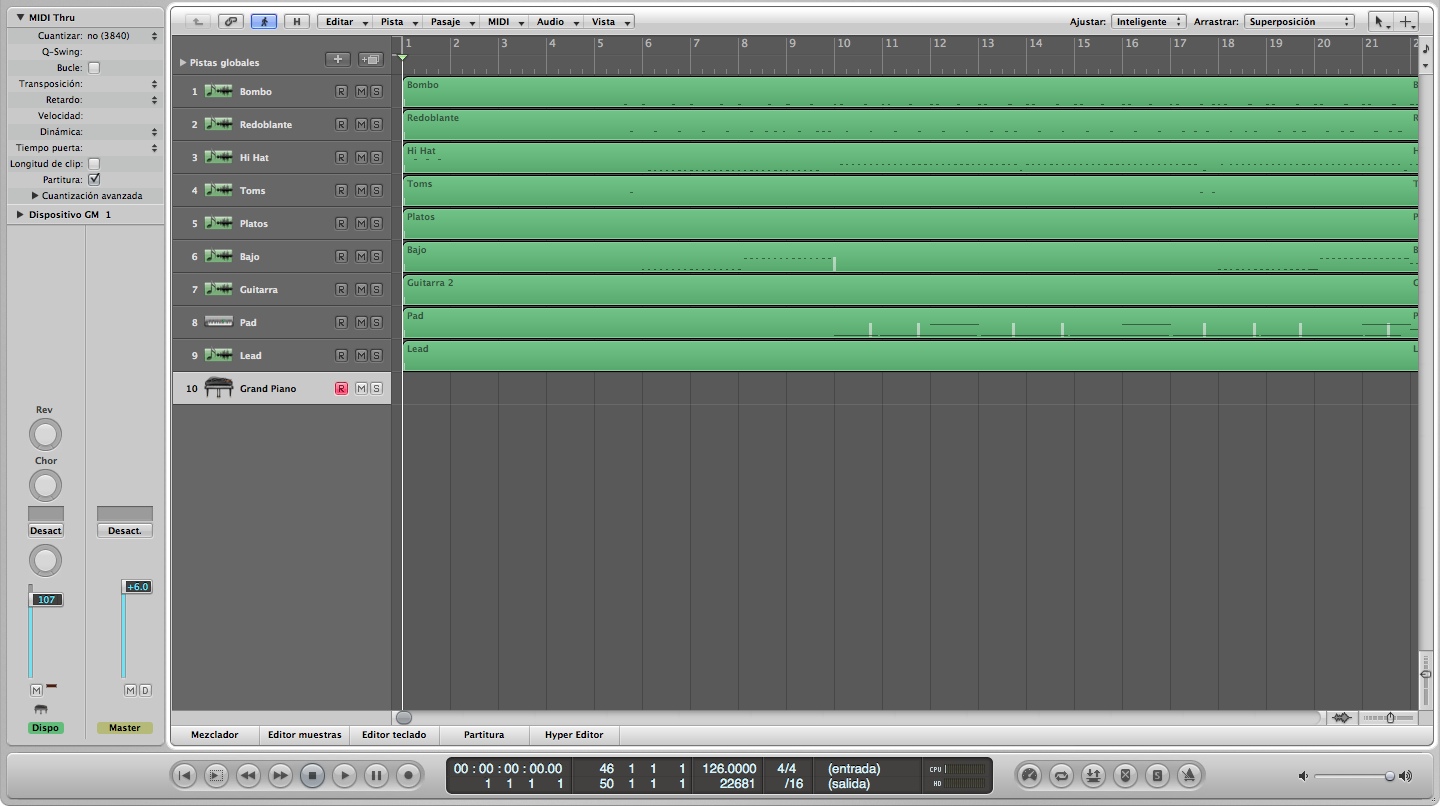 MIDI Thru
Cuantizar: no (3840)
Q-Swing:
Bucle:
Transposición:
Retardo:
Velocidad:
Dinámica:
Tiempo puerta:
Longitud de clip:
Partitura:
Cuantización avanzada
Dispositivo GM 1
Rev
Chor
Desact
Desact.
107
+6.0
M
M D
Dispo
Master
H Editar Pista Pasaje MIDI Audio Vista Ajustar: Inteligente Arrastrar: Superposición
1 2 3 4 5 6 7 8 9 10 11 12 13 14 15 16 17 18 19 20 21 2
Pistas globales
1 Bombo R M S Bombo B
2 Redoblante R M S Redoblante R
3 Hi Hat R M S Hi Hat H
4 Toms R M S Toms T
5 Platos R M S Platos P
6 Bajo R M S Bajo B
7 Guitarra R M S Guitarra 2
8 Pad R M S Pad P
9 Lead R M S Lead L
10 Grand Piano R M S
Mezclador Editor muestras Editor teclado Partitura Hyper Editor
00 : 00 : 00 : 00.00 46 1 1 1 126.0000 4/4 (entrada) CPU
1 1 1 1 50 1 1 1 22681 /16 (salida) HD
S